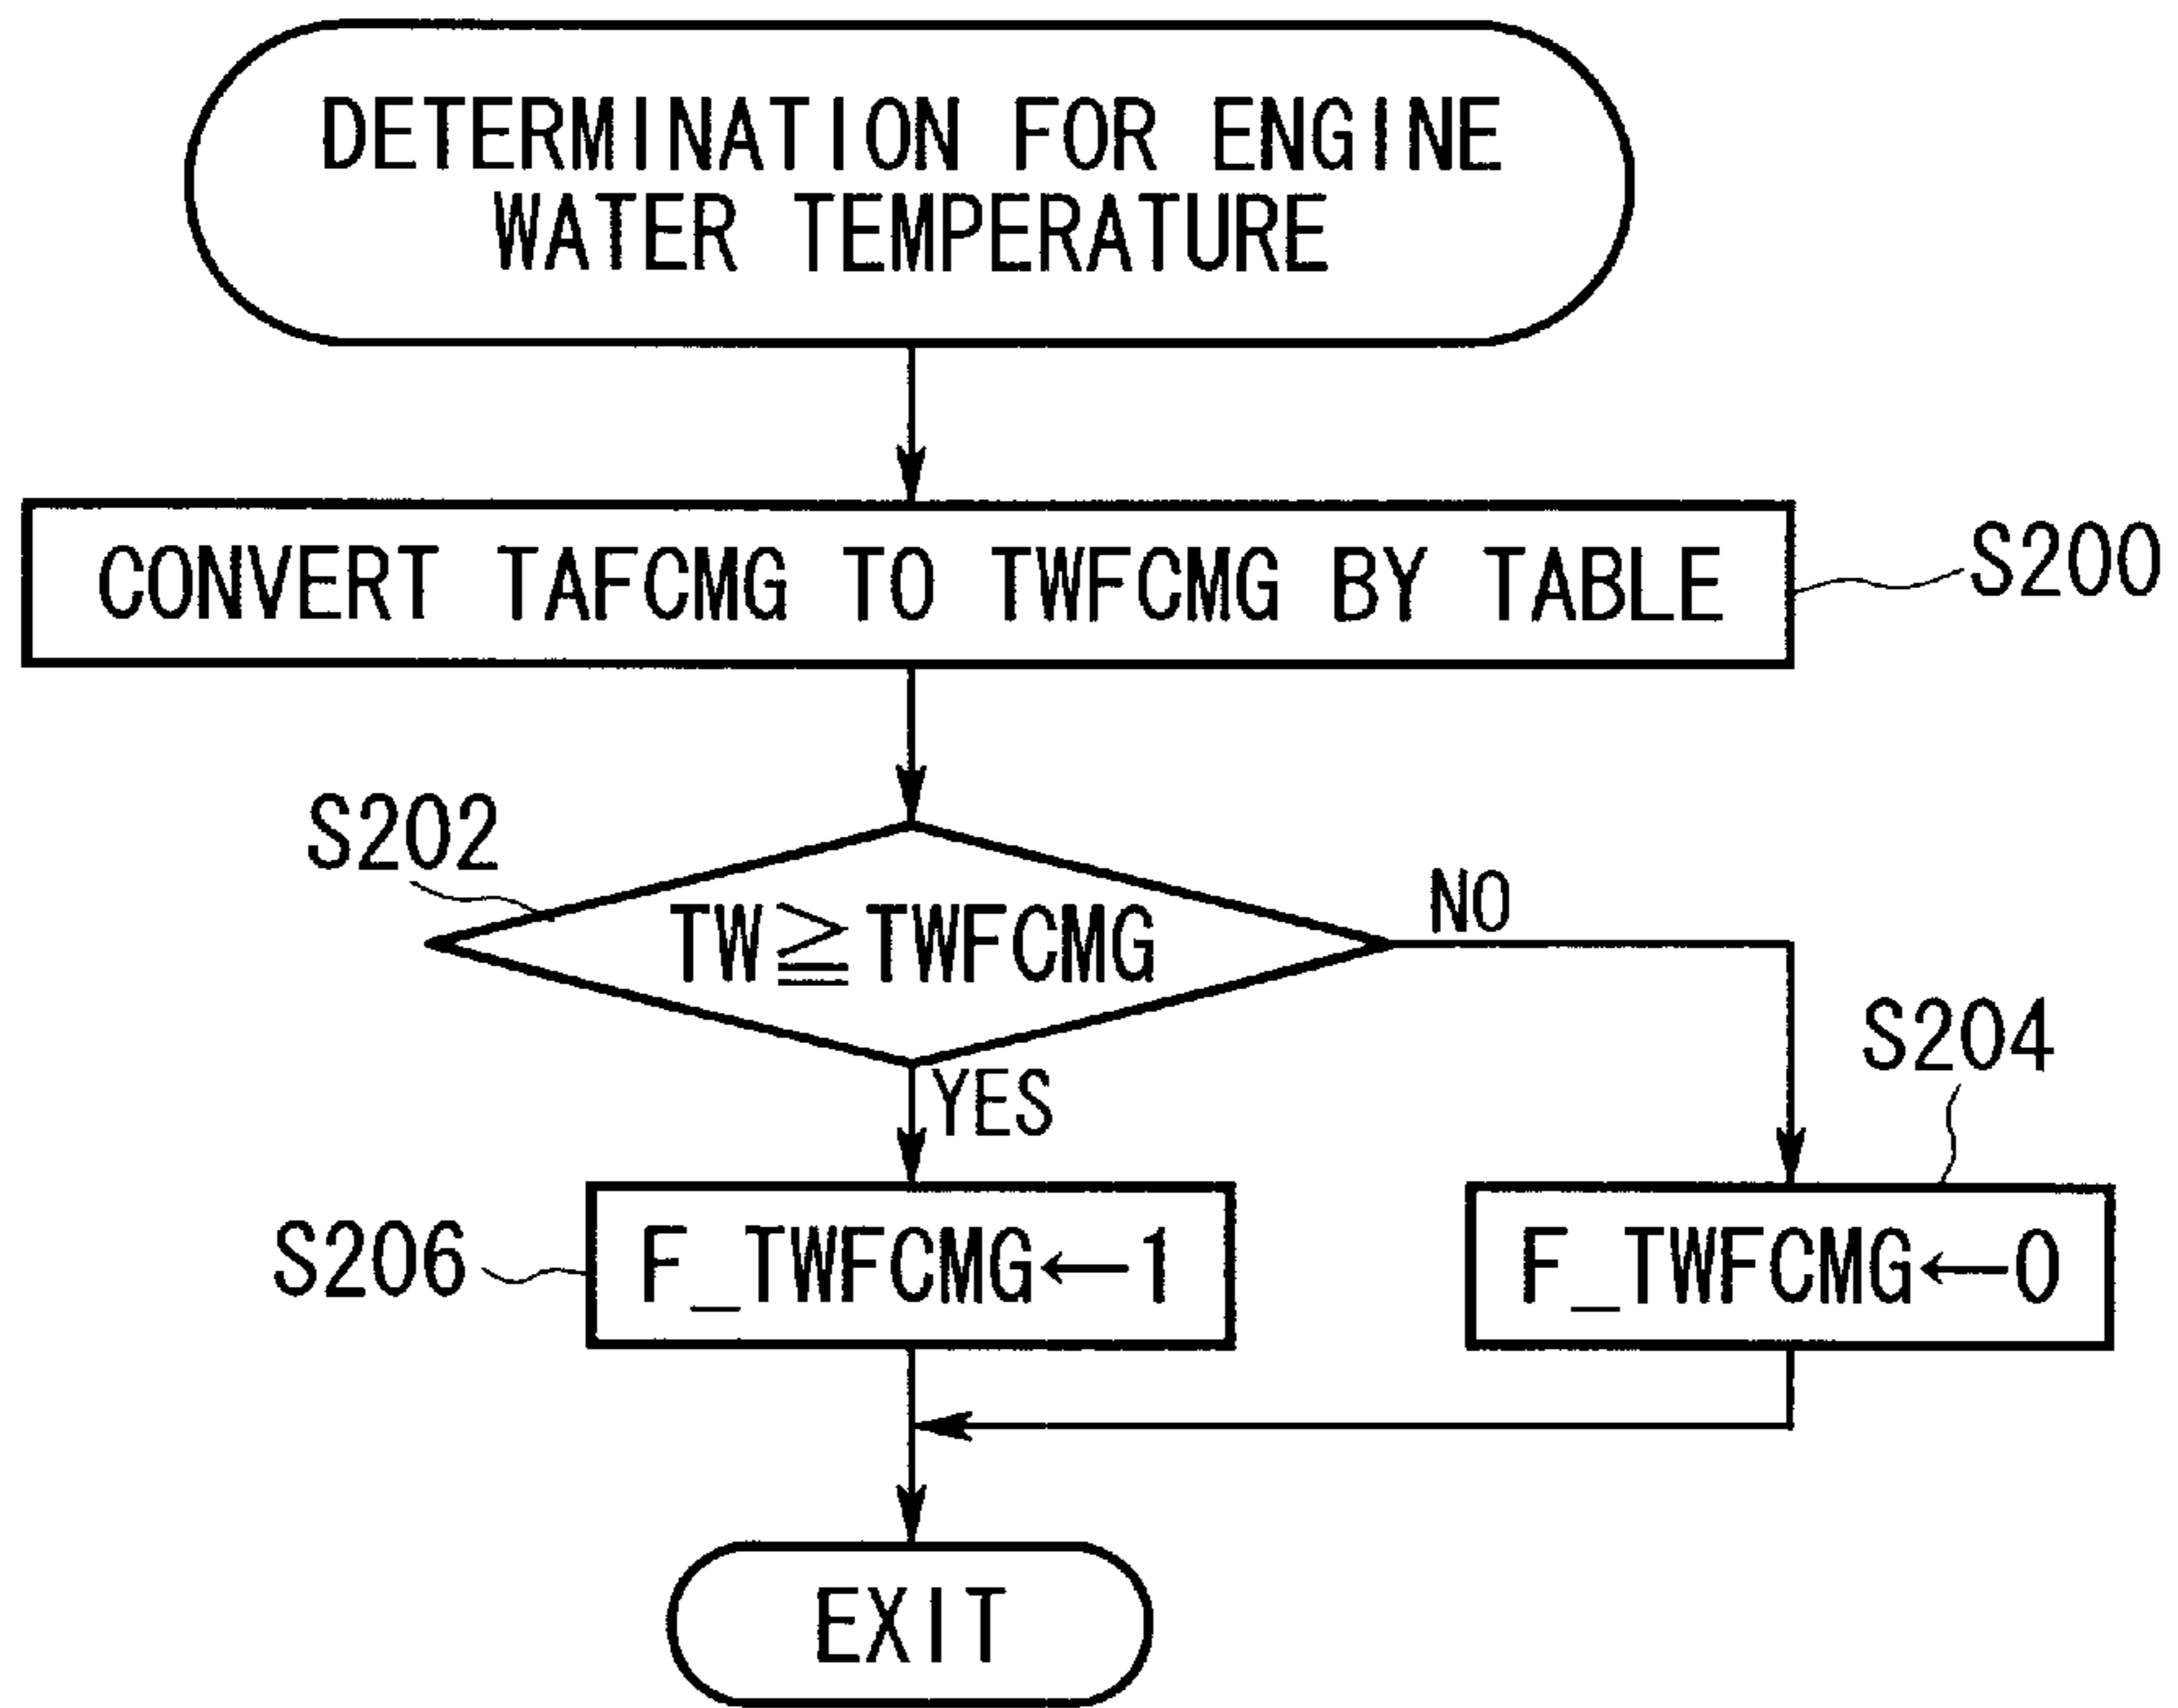 DETERMINATION FOR ENGINE
WATER TEMPERATURE
CONVERT TAFCMG TO TWFCMG BY TABLE
S200
S202
TW≧TWFCMG
NO
YES
S204
S206
F_TWFCMG←1
F_TWFCMG←0
EXIT